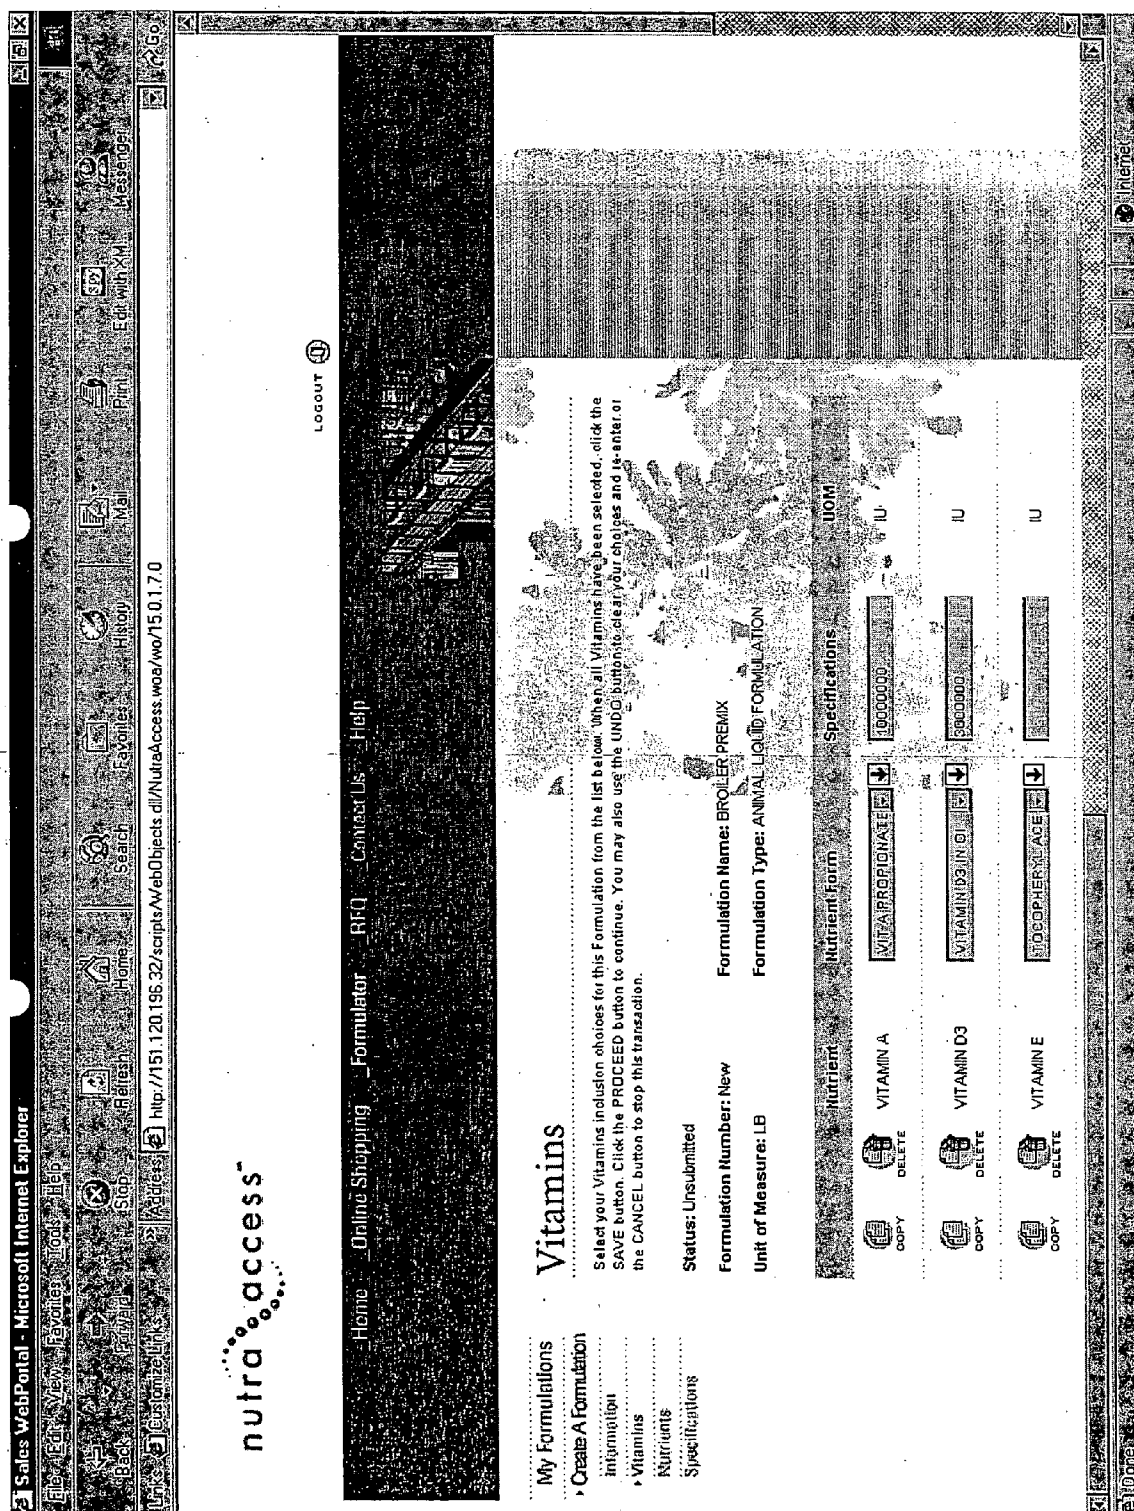 Sales WebPortal - Microsoft Internet Explorer
File Edit View Favorites Tools Help
Back Forward Stop Refresh Home Search Favorites History Mail Print Edit with XM Messenger
Links Customize Links >> Address http://151.120.196.32/scripts/WebObjects.dll/NutraAccess.woa/wo/15.0.1.7.0 Go
nutra access™
LOGOUT
Home Online Shopping Formulator RFQ Contact Us Help
My Formulations
Create A Formulation
Information
Vitamins
Nutrients
Specifications
Vitamins
Select your Vitamins inclusion choices for this Formulation from the list below. When all Vitamins have been selected, click the
SAVE button. Click the PROCEED button to continue. You may also use the UNDO button to clear your choices and re-enter or
the CANCEL button to stop this transaction.
Status: Unsubmitted
Formulation Number: New Formulation Name: BROILER PREMIX
Unit of Measure: LB Formulation Type: ANIMAL LIQUID FORMULATION
Nutrient Nutrient Form Specifications UOM
COPY DELETE VITAMIN A VIT A PROPIONATE 10000000 IU
COPY DELETE VITAMIN D3 VITAMIN D3 IN OI 3000000 IU
COPY DELETE VITAMIN E TOCOPHERYL ACE IU
Done Internet